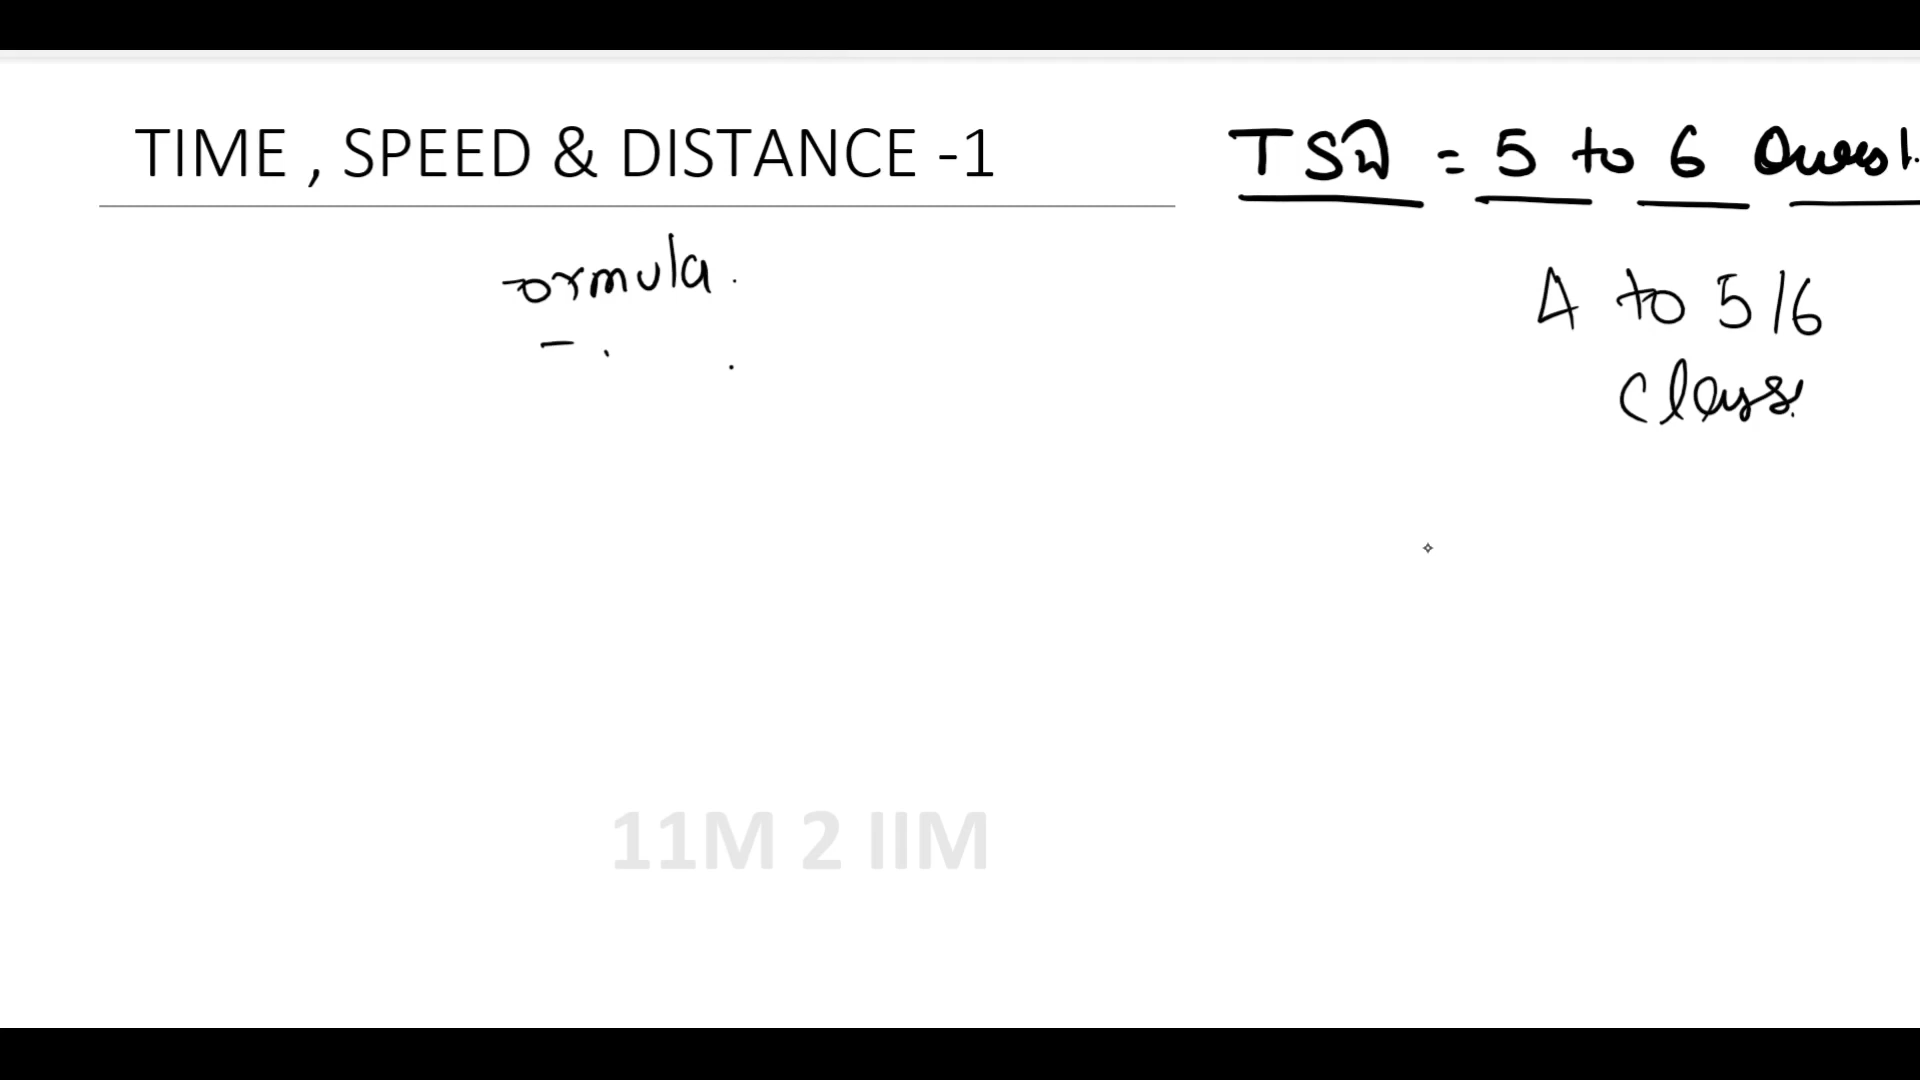 TIME , SPEED & DISTANCE -1
TSD = 5 to 6 Quest.
ormula.
4 to 5/6
class.
11M 2 IIM